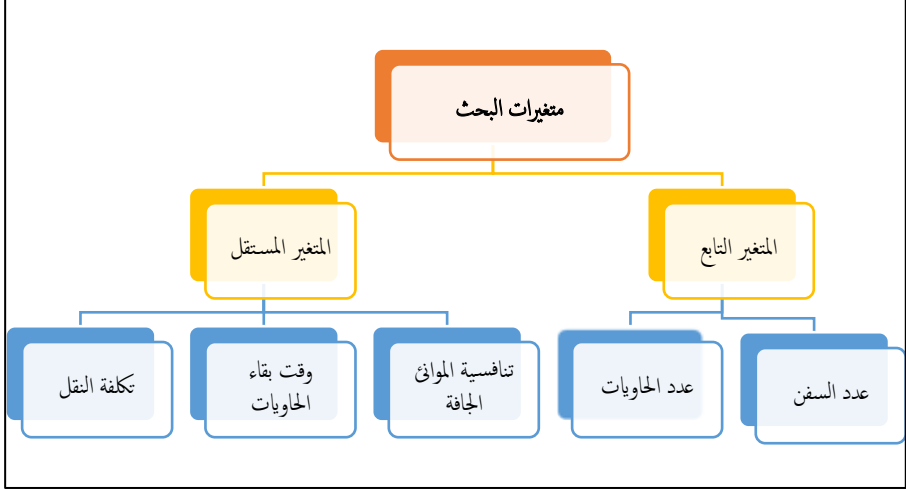 متغيرات البحث
المتغير التابع
المتغير المستقل
عدد السفن
عدد الحاويات
تنافسية الموانئ
الجافة
وقت بقاء
الحاويات
تكلفة النقل